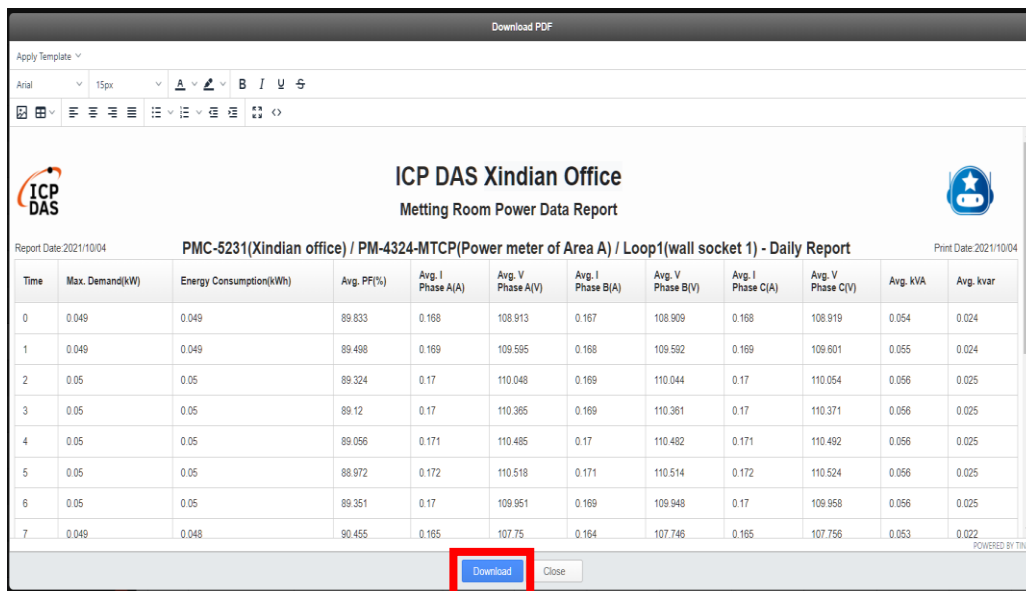 Download PDF
Apply Template
Arial 15px A B I U S
ICP DAS
ICP DAS Xindian Office
Metting Room Power Data Report
Report Date:2021/10/04 PMC-5231(Xindian office) / PM-4324-MTCP(Power meter of Area A) / Loop1(wall socket 1) - Daily Report Print Date:2021/10/04
Time Max. Demand(kW) Energy Consumption(kWh) Avg. PF(%) Avg. I Phase A(A) Avg. V Phase A(V) Avg. I Phase B(A) Avg. V Phase B(V) Avg. I Phase C(A) Avg. V Phase C(V) Avg. kVA Avg. kvar
0 0.049 0.049 89.833 0.168 108.913 0.167 108.909 0.168 108.919 0.054 0.024
1 0.049 0.049 89.498 0.169 109.595 0.168 109.592 0.169 109.601 0.055 0.024
2 0.05 0.05 89.324 0.17 110.048 0.169 110.044 0.17 110.054 0.056 0.025
3 0.05 0.05 89.12 0.17 110.365 0.169 110.361 0.17 110.371 0.056 0.025
4 0.05 0.05 89.056 0.171 110.485 0.17 110.482 0.171 110.492 0.056 0.025
5 0.05 0.05 88.972 0.172 110.518 0.171 110.514 0.172 110.524 0.056 0.025
6 0.05 0.05 89.351 0.17 109.951 0.169 109.948 0.17 109.958 0.056 0.025
7 0.049 0.048 90.455 0.165 107.75 0.164 107.746 0.165 107.756 0.053 0.022
POWERED BY TIN
Download Close